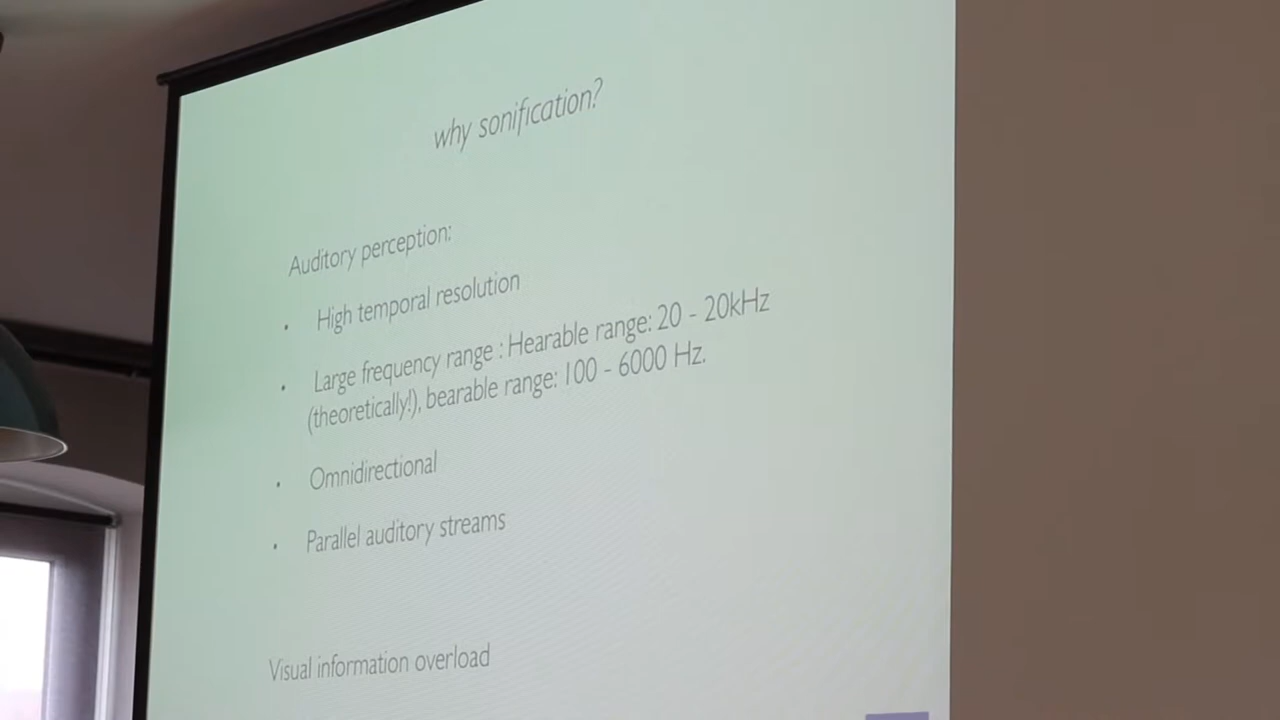 why sonification?
Auditory perception:
• High temporal resolution
• Large frequency range : Hearable range: 20 - 20kHz
(theoretically!), bearable range: 100 - 6000 Hz.
• Omnidirectional
• Parallel auditory streams
Visual information overload